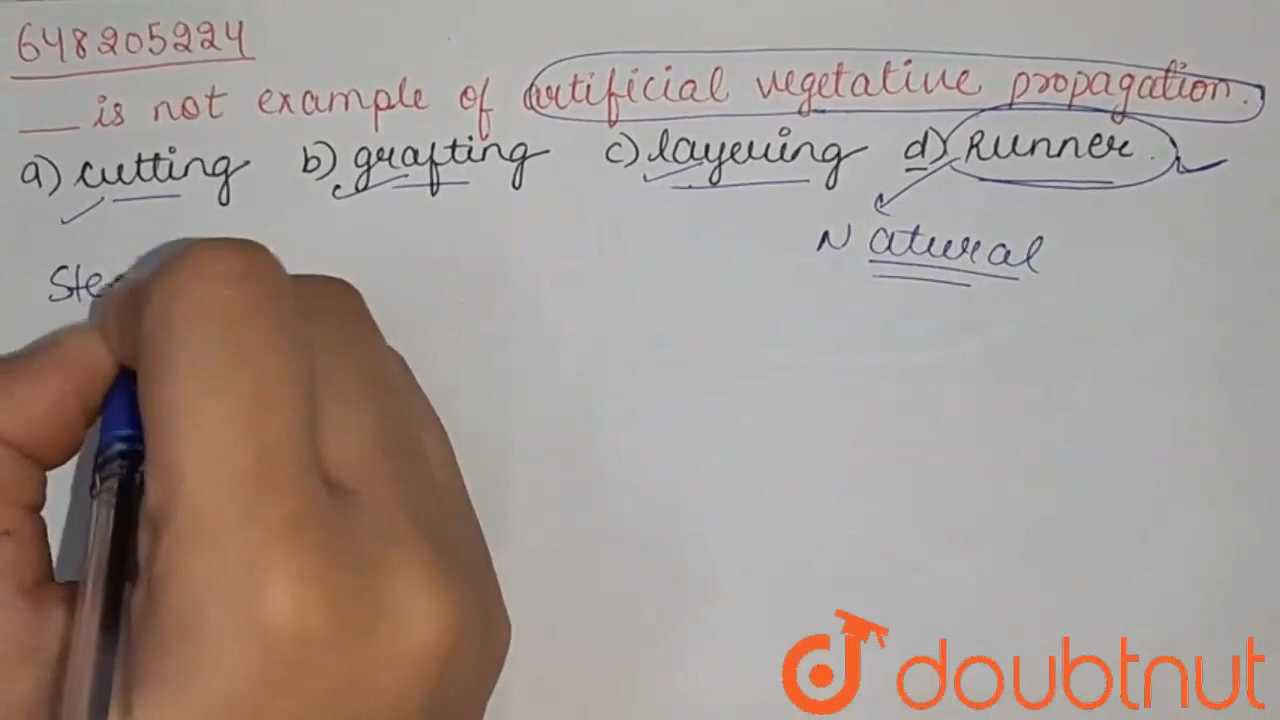 648205224
__ is not example of artificial vegetative propagation.
a) cutting b) grafting c) layering d) Runner.
Natural
doubtnut